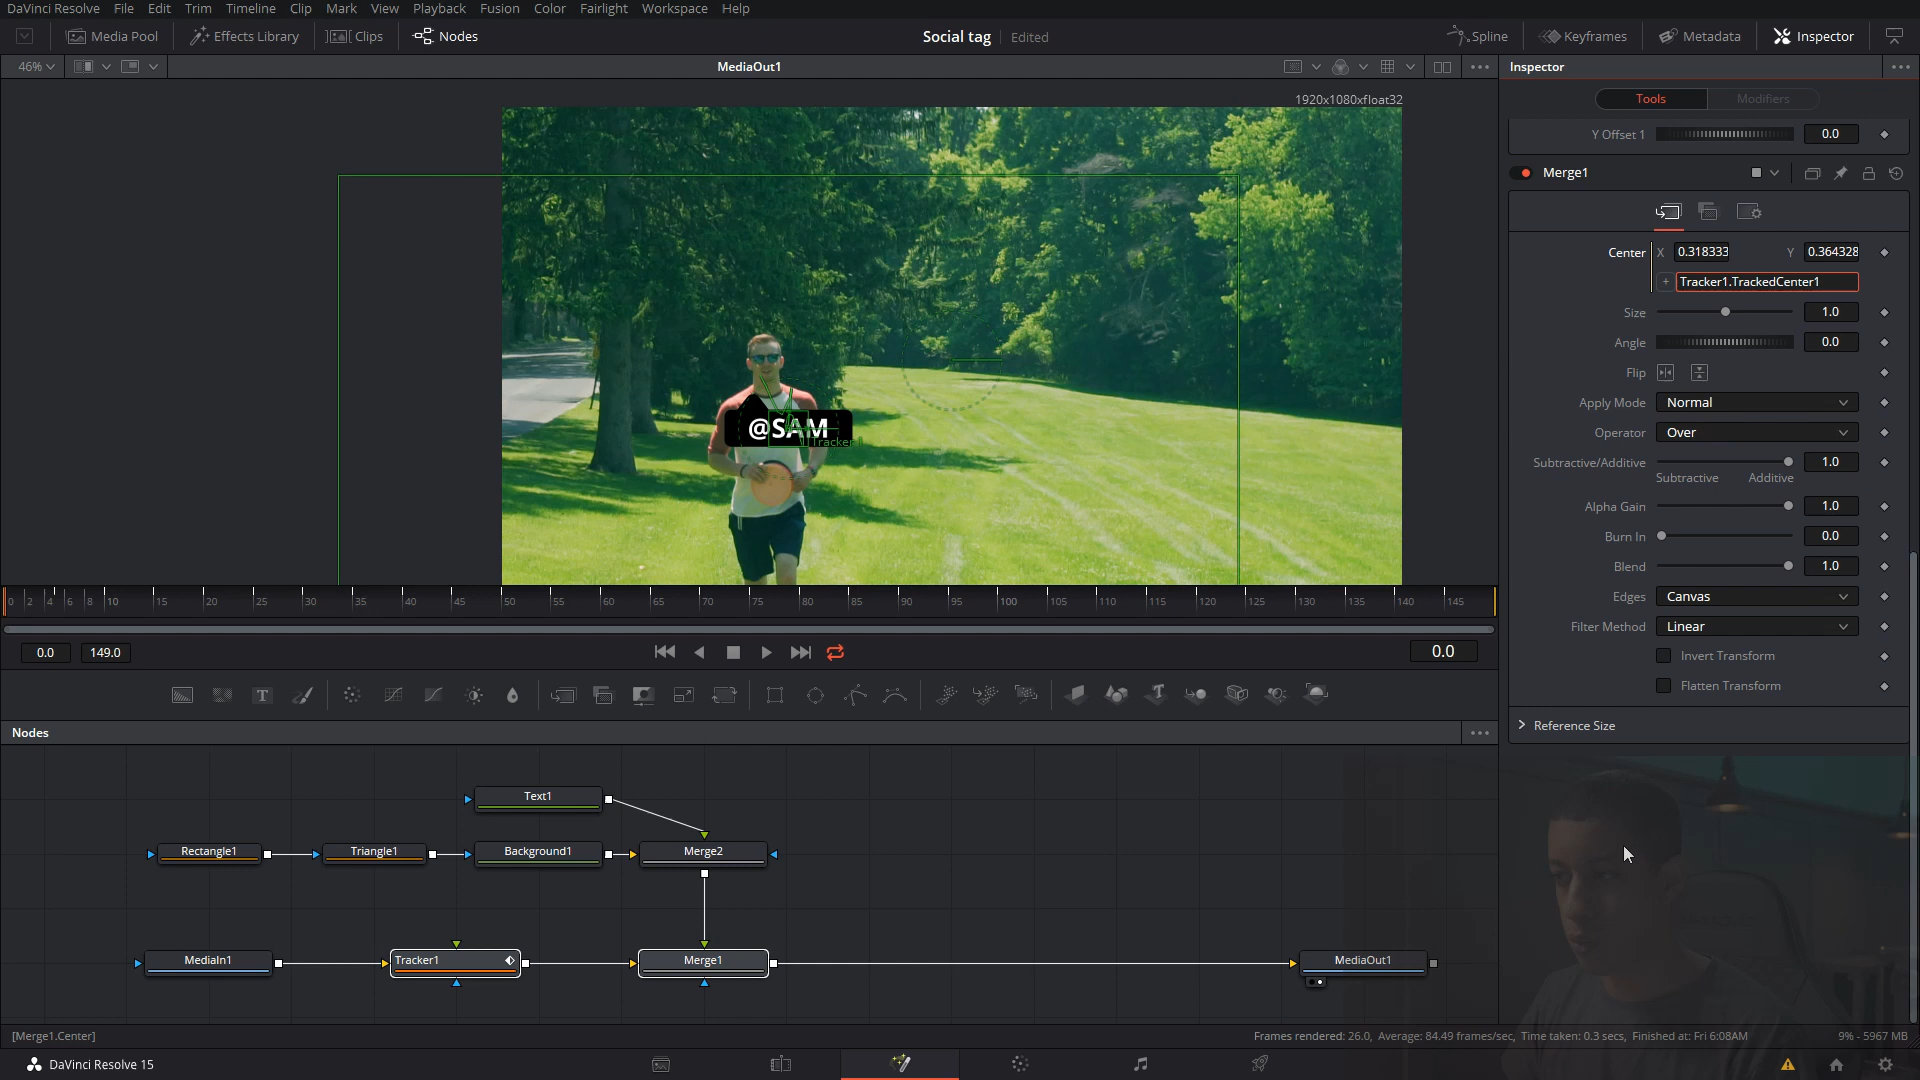 DaVinci Resolve File Edit Trim Timeline Clip Mark View Playback Fusion Color Fairlight Workspace Help
Media Pool Effects Library Clips Nodes Social tag Edited Spline Keyframes Metadata Inspector
46% MediaOut1 Inspector
1920x1080xfloat32
Tools Modifiers
Y Offset 1 0.0
Merge1
Center X 0.318333 Y 0.364328
+ Tracker1.TrackedCenter1
Size 1.0
Angle 0.0
Flip
Apply Mode Normal
Operator Over
Subtractive/Additive 1.0
Subtractive Additive
Alpha Gain 1.0
Burn In 0.0
Blend 1.0
Edges Canvas
Filter Method Linear
Invert Transform
Flatten Transform
Reference Size
@SAM
0 2 4 6 8 10 15 20 25 30 35 40 45 50 55 60 65 70 75 80 85 90 95 100 105 110 115 120 125 130 135 140 145
0.0 149.0 0.0
Nodes
Text1
Rectangle1 Triangle1 Background1 Merge2
MediaIn1 Tracker1 Merge1 MediaOut1
[Merge1.Center] Frames rendered: 26.0, Average: 84.49 frames/sec, Time taken: 0.3 secs, Finished at: Fri 6:08AM 9% - 5967 MB
DaVinci Resolve 15